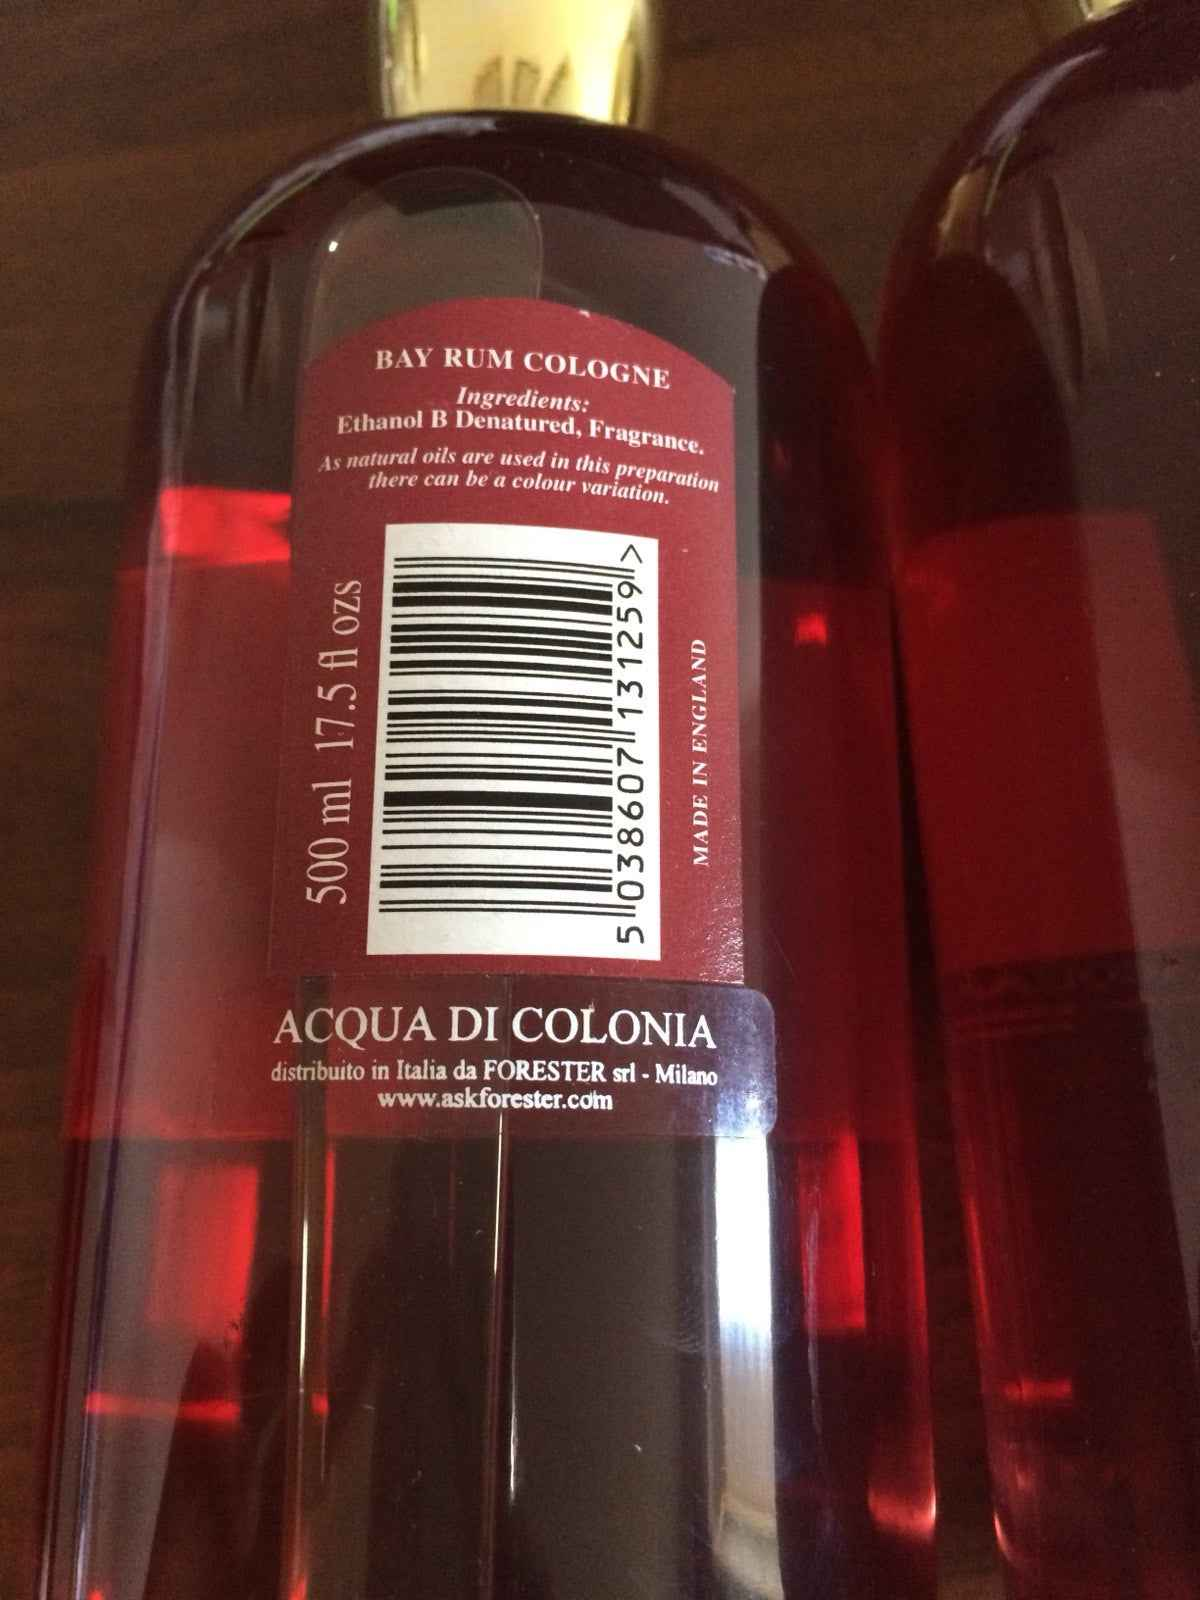 BAY RUM COLOGNE
Ingredients:
Ethanol B Denatured, Fragrance.
As natural oils are used in this preparation
there can be a colour variation.
500 ml 17.5 fl ozs
5 038607 131259 >
MADE IN ENGLAND
ACQUA DI COLONIA
distribuito in Italia da FORESTER srl - Milano
www.askforester.com